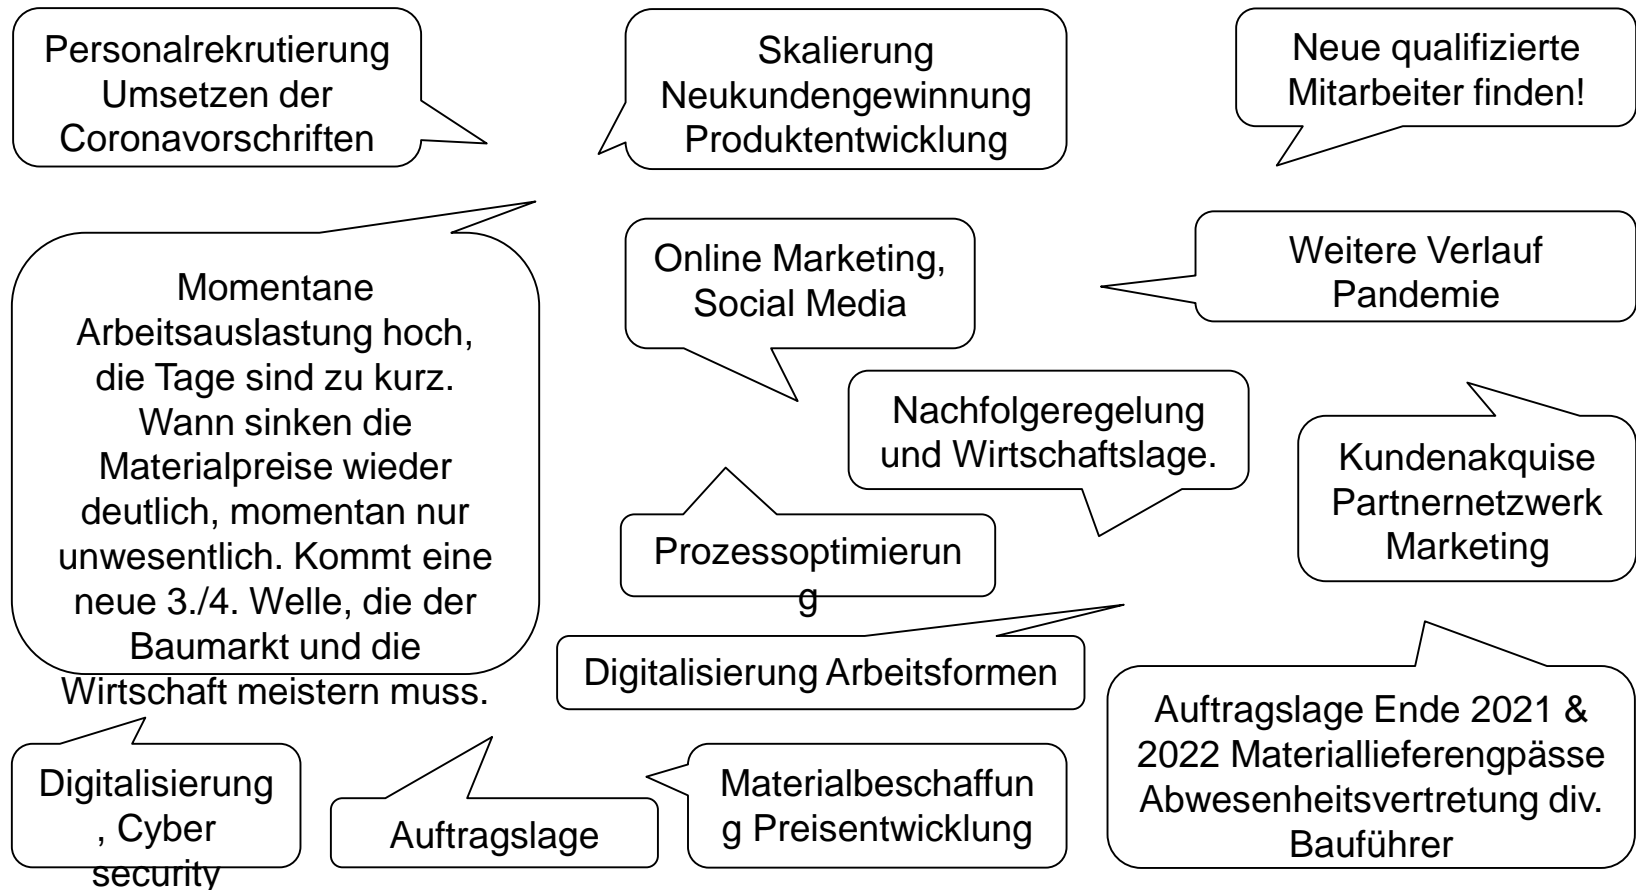 Personalrekrutierung
Umsetzen der
Coronavorschriften
Skalierung
Neukundengewinnung
Produktentwicklung
Neue qualifizierte
Mitarbeiter finden!
Momentane
Arbeitsauslastung hoch,
die Tage sind zu kurz.
Wann sinken die
Materialpreise wieder
deutlich, momentan nur
unwesentlich. Kommt eine
neue 3./4. Welle, die der
Baumarkt und die
Wirtschaft meistern muss.
Online Marketing,
Social Media
Weitere Verlauf
Pandemie
Nachfolgeregelung
und Wirtschaftslage.
Kundenakquise
Partnernetzwerk
Marketing
Prozessoptimierun
g
Digitalisierung Arbeitsformen
Auftragslage Ende 2021 &
2022 Materiallieferengpässe
Abwesenheitsvertretung div.
Bauführer
Digitalisierung
, Cyber
security
Auftragslage
Materialbeschaffun
g Preisentwicklung